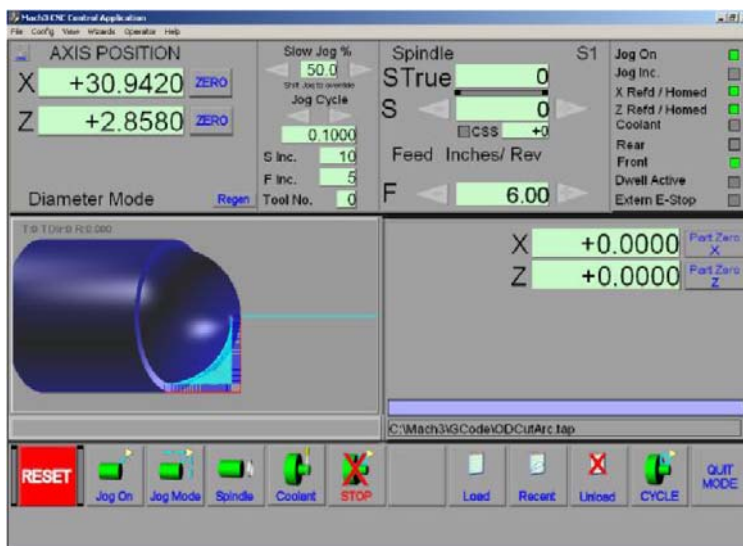 Mach3 CNC Control Application
File Config View Wizards Operator Help
AXIS POSITION
X +30.9420 ZERO
Z +2.8580 ZERO
Diameter Mode Regen
Slow Jog %
50.0
Shift Jog to override
Jog Cycle
0.1000
S Inc. 10
F Inc. 5
Tool No. 0
Spindle S1
STrue 0
S 0
CSS +0
Feed Inches/ Rev
F 6.00
Jog On
Jog Inc.
X Refd / Homed
Z Refd / Homed
Coolant
Rear
Front
Dwell Active
Extern E-Stop
X +0.0000 Part Zero X
Z +0.0000 Part Zero Z
C:\Mach3\GCode\ODCutArc.tap
RESET
Jog On
Jog Mode
Spindle
Coolant
STOP
Load
Recent
Unload
CYCLE
QUIT MODE